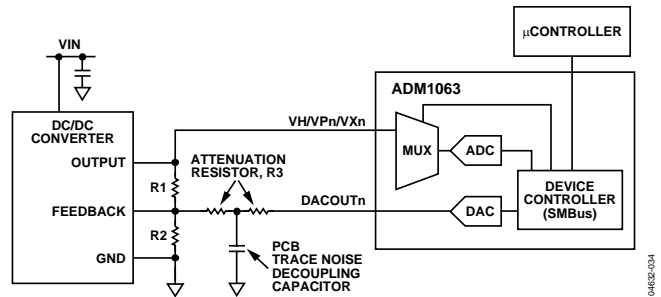 VIN
μCONTROLLER
ADM1063
DC/DC
CONVERTER
VH/VPn/VXn
MUX
ADC
OUTPUT
ATTENUATION
RESISTOR, R3
R1
DEVICE
CONTROLLER
(SMBus)
FEEDBACK
DACOUTn
DAC
R2
GND
PCB
TRACE NOISE
DECOUPLING
CAPACITOR
04632-034